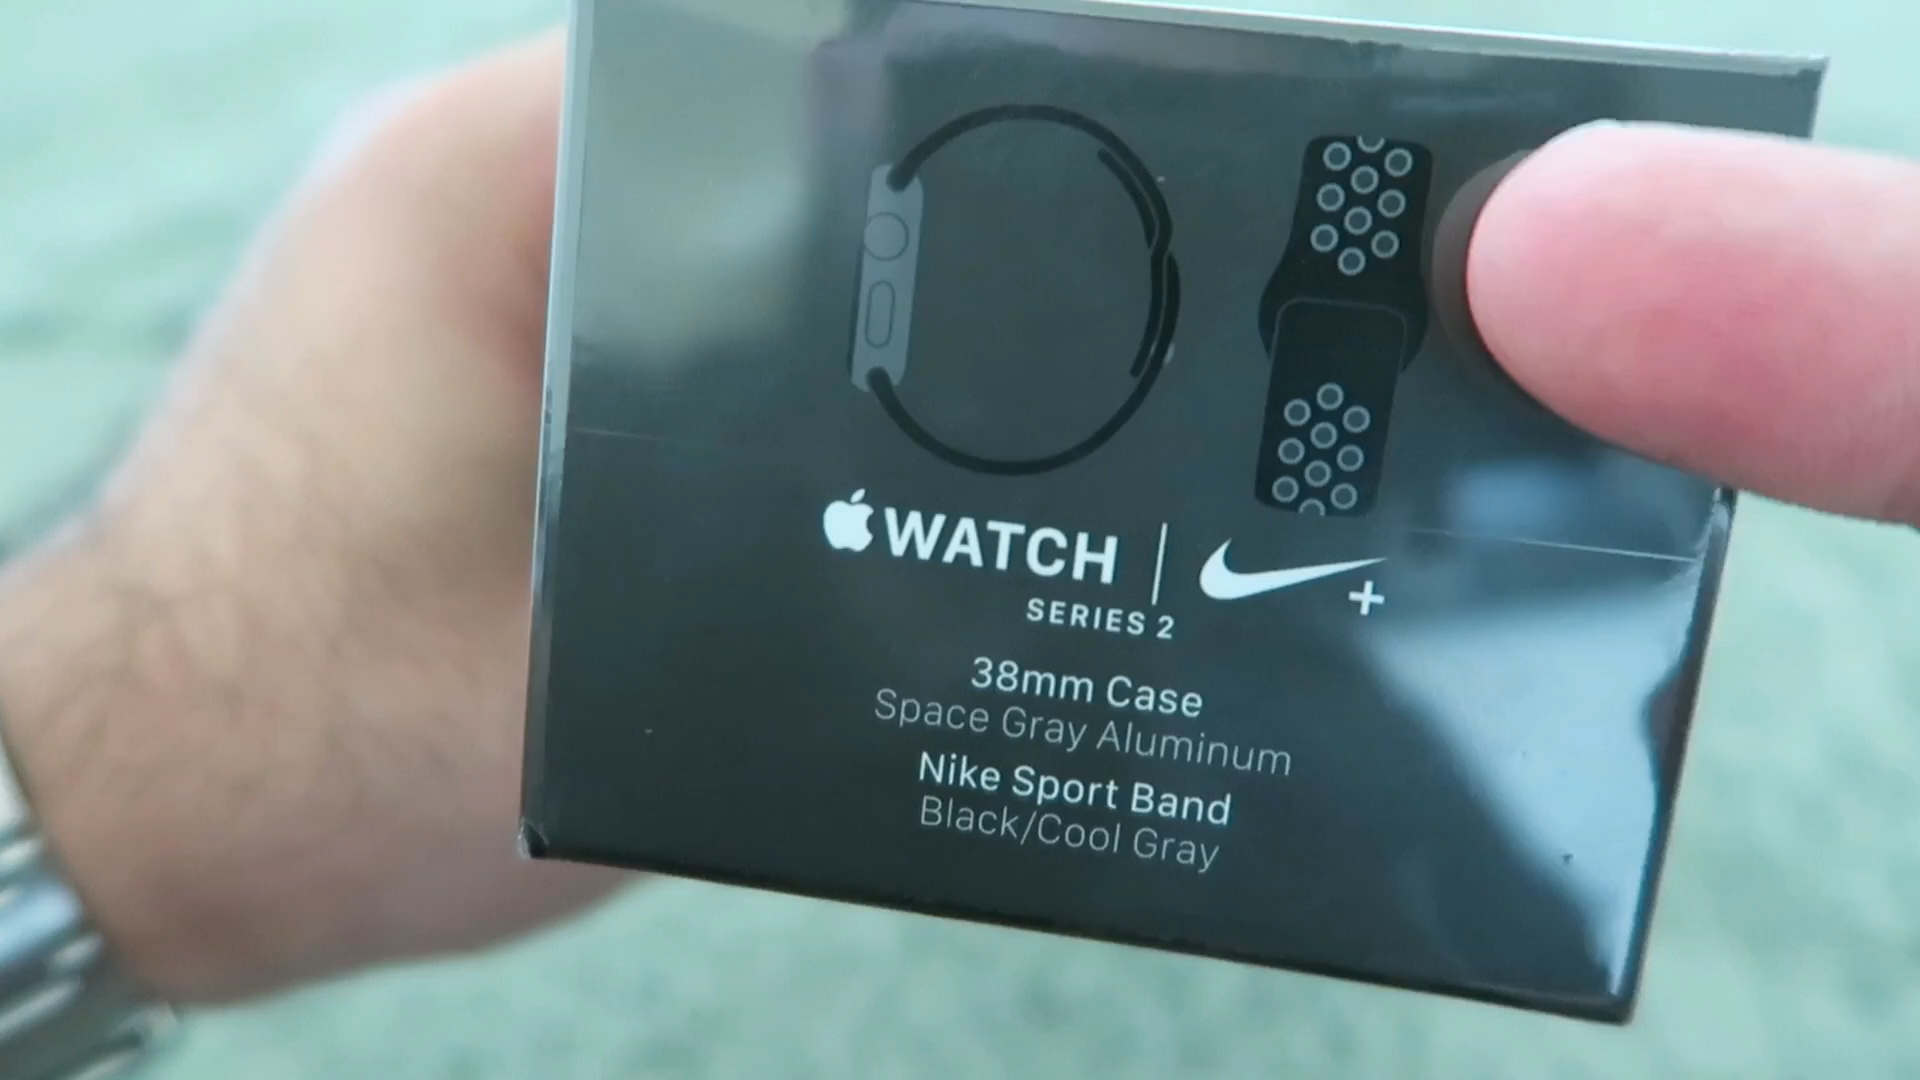 WATCH
+
SERIES 2
38mm Case
Space Gray Aluminum
Nike Sport Band
Black/Cool Gray